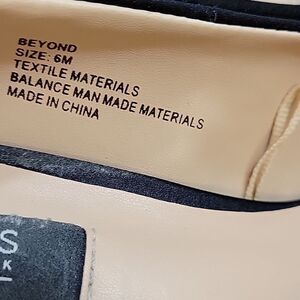 BEYOND
SIZE: 6M
TEXTILE MATERIALS
BALANCE MAN MADE MATERIALS
MADE IN CHINA
S
K